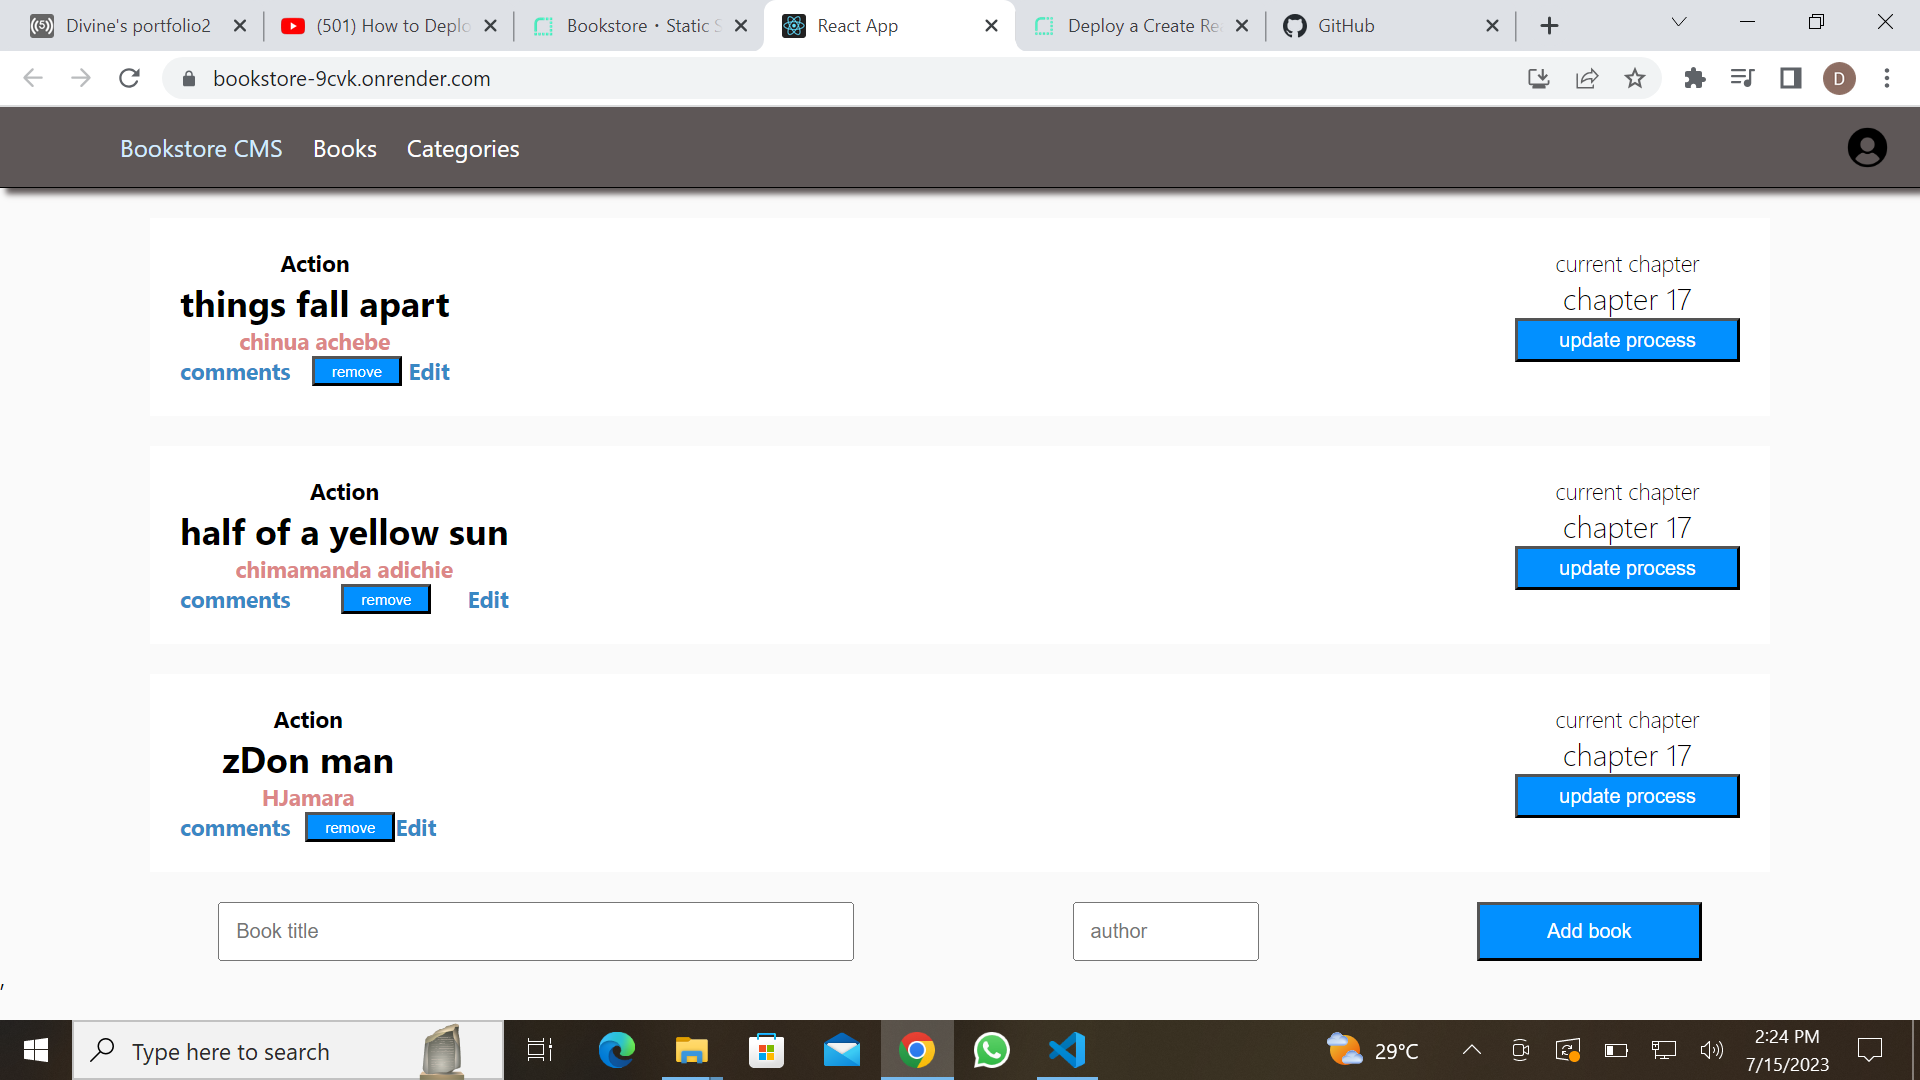 Divine's portfolio2
(501) How to Deplo
Bookstore · Static S
React App
Deploy a Create Rea
GitHub
bookstore-9cvk.onrender.com
D
Bookstore CMS
Books
Categories
Action
things fall apart
chinua achebe
comments remove Edit
current chapter
chapter 17
update process
Action
half of a yellow sun
chimamanda adichie
comments remove Edit
current chapter
chapter 17
update process
Action
zDon man
HJamara
comments remove Edit
current chapter
chapter 17
update process
Book title
author
Add book
,
Type here to search
29°C
2:24 PM
7/15/2023